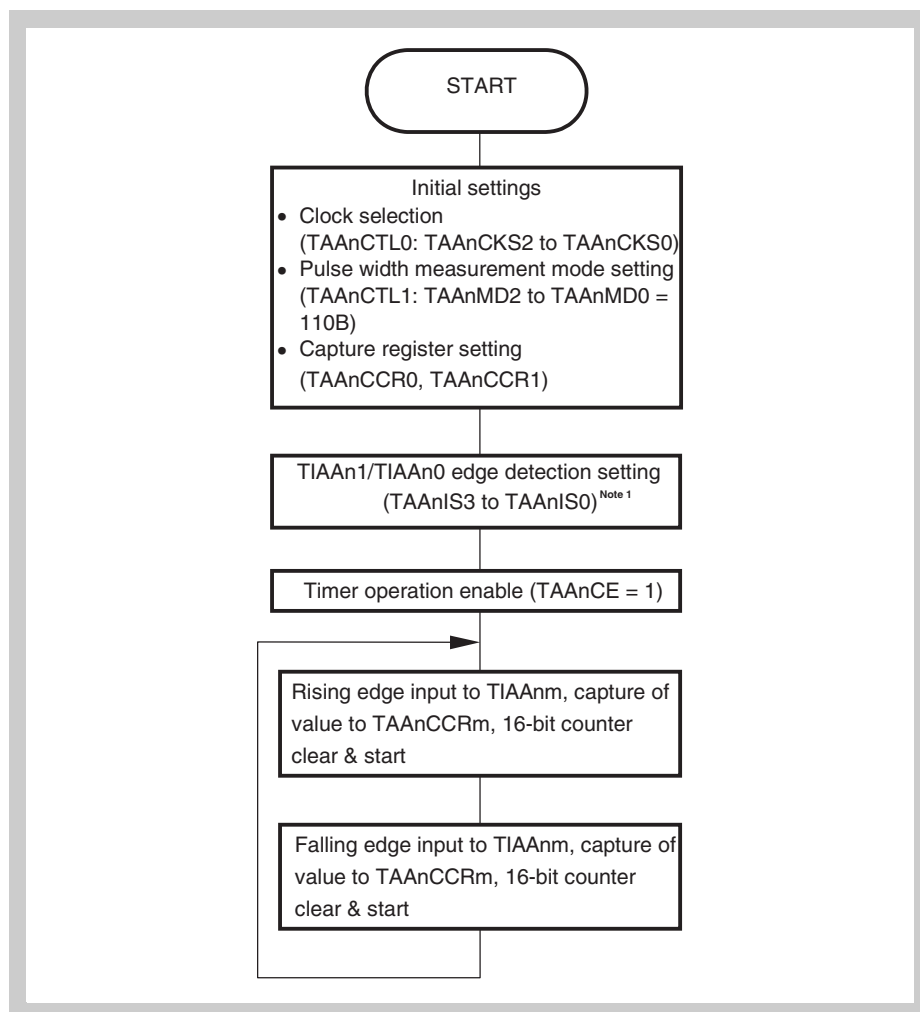 START
Initial settings
• Clock selection
(TAAnCTL0: TAAnCKS2 to TAAnCKS0)
• Pulse width measurement mode setting
(TAAnCTL1: TAAnMD2 to TAAnMD0 =
110B)
• Capture register setting
(TAAnCCR0, TAAnCCR1)
TIAAn1/TIAAn0 edge detection setting
(TAAnIS3 to TAAnIS0) Note 1
Timer operation enable (TAAnCE = 1)
Rising edge input to TIAAnm, capture of
value to TAAnCCRm, 16-bit counter
clear & start
Falling edge input to TIAAnm, capture of
value to TAAnCCRm, 16-bit counter
clear & start